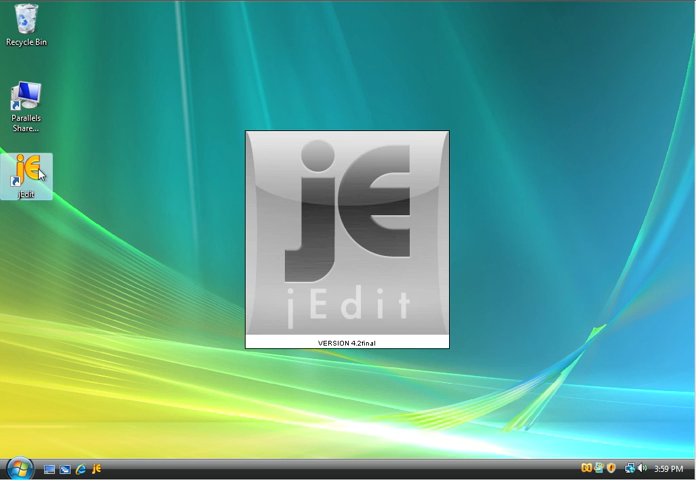 Recycle Bin
Parallels
Share...
jEdit
jE
jEdit
VERSION 4.2final
3:59 PM